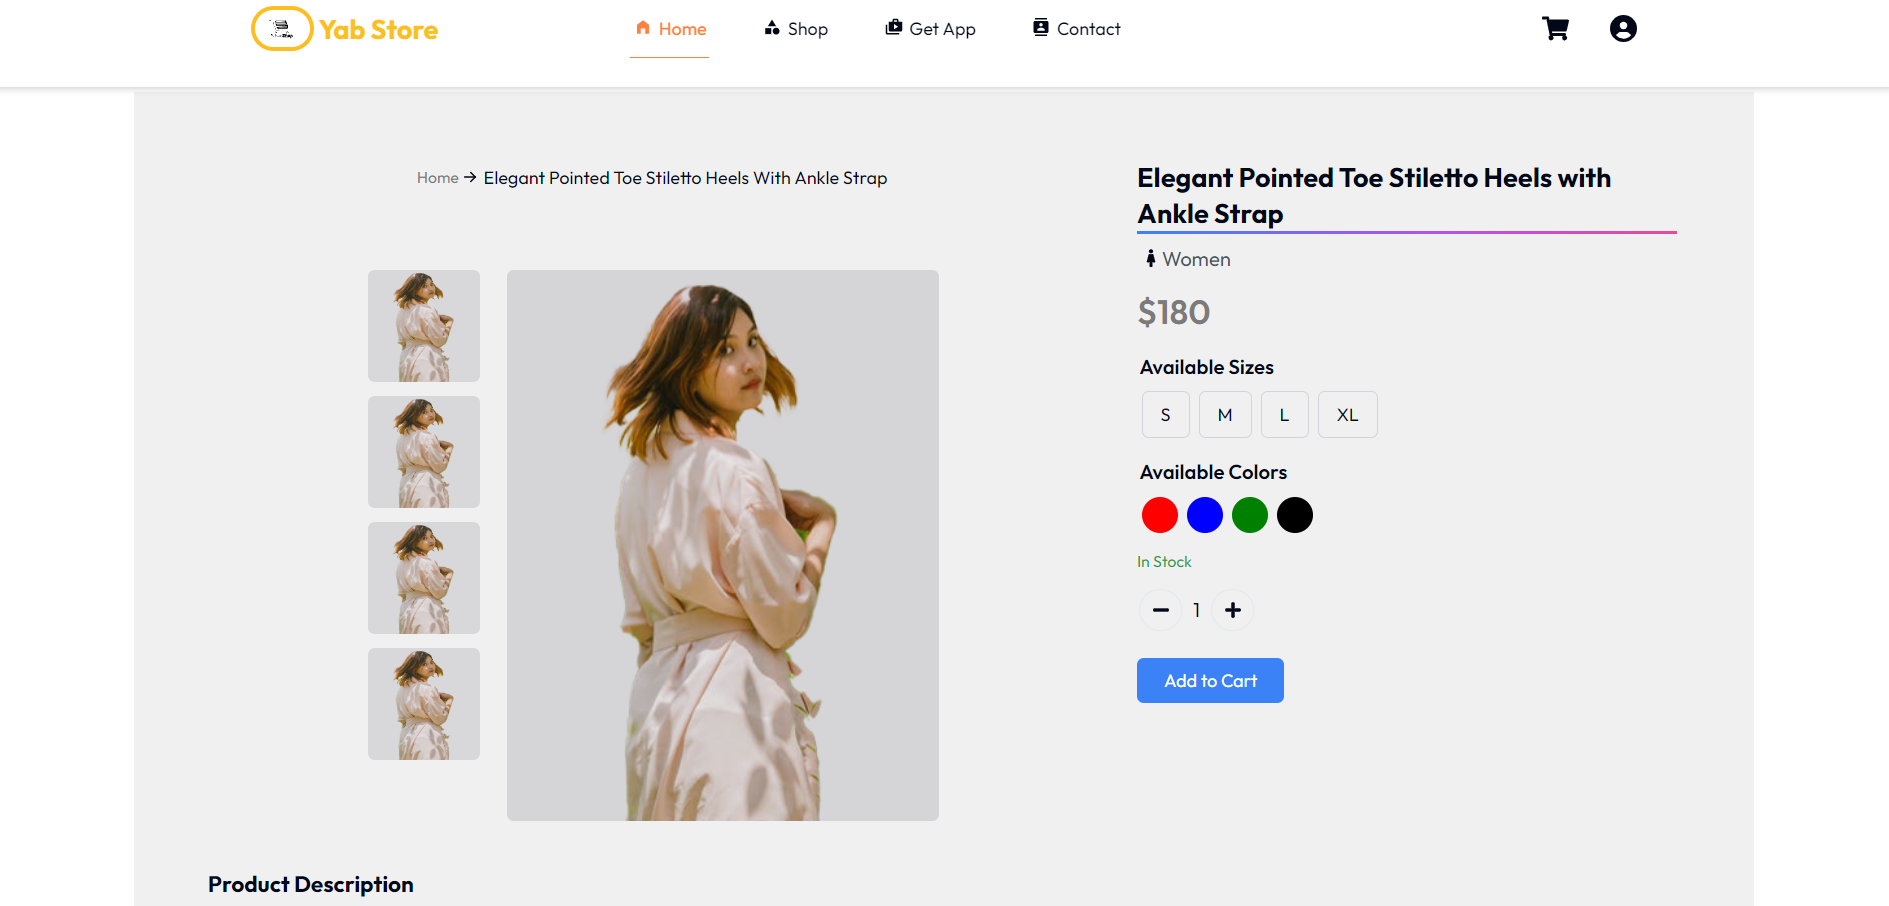 Yab Store
Home
Shop
Get App
Contact
Home → Elegant Pointed Toe Stiletto Heels With Ankle Strap
Elegant Pointed Toe Stiletto Heels with
Ankle Strap
Women
$180
Available Sizes
S M L XL
Available Colors
In Stock
1
Add to Cart
Product Description